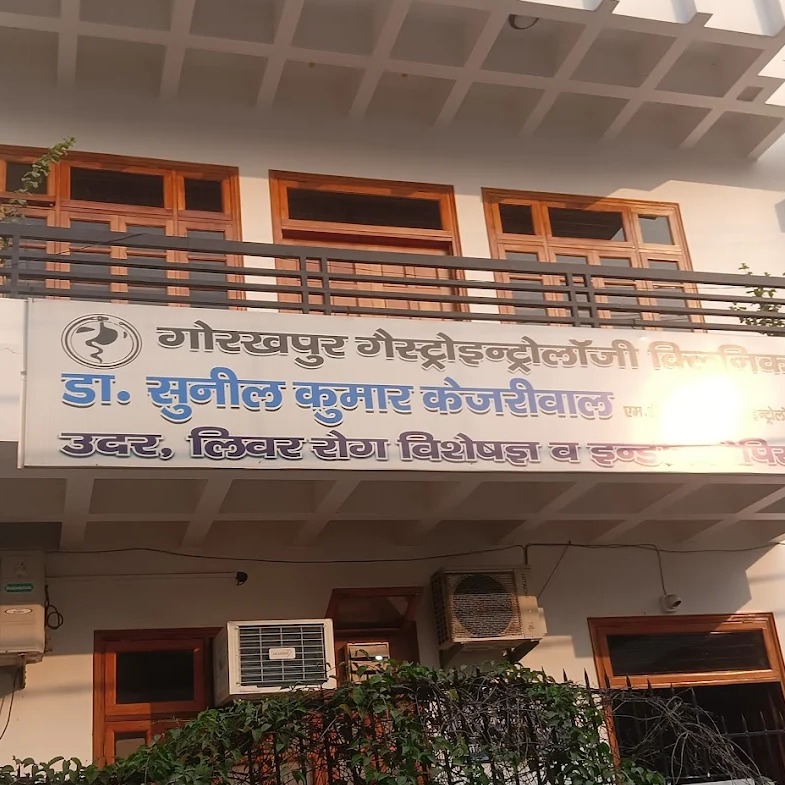 गोरखपुर गैस्ट्रोइन्ट्रोलॉजी क्लिनिक
डा. सुनील कुमार केजरीवाल
उदर, लिवर रोग विशेषज्ञ व